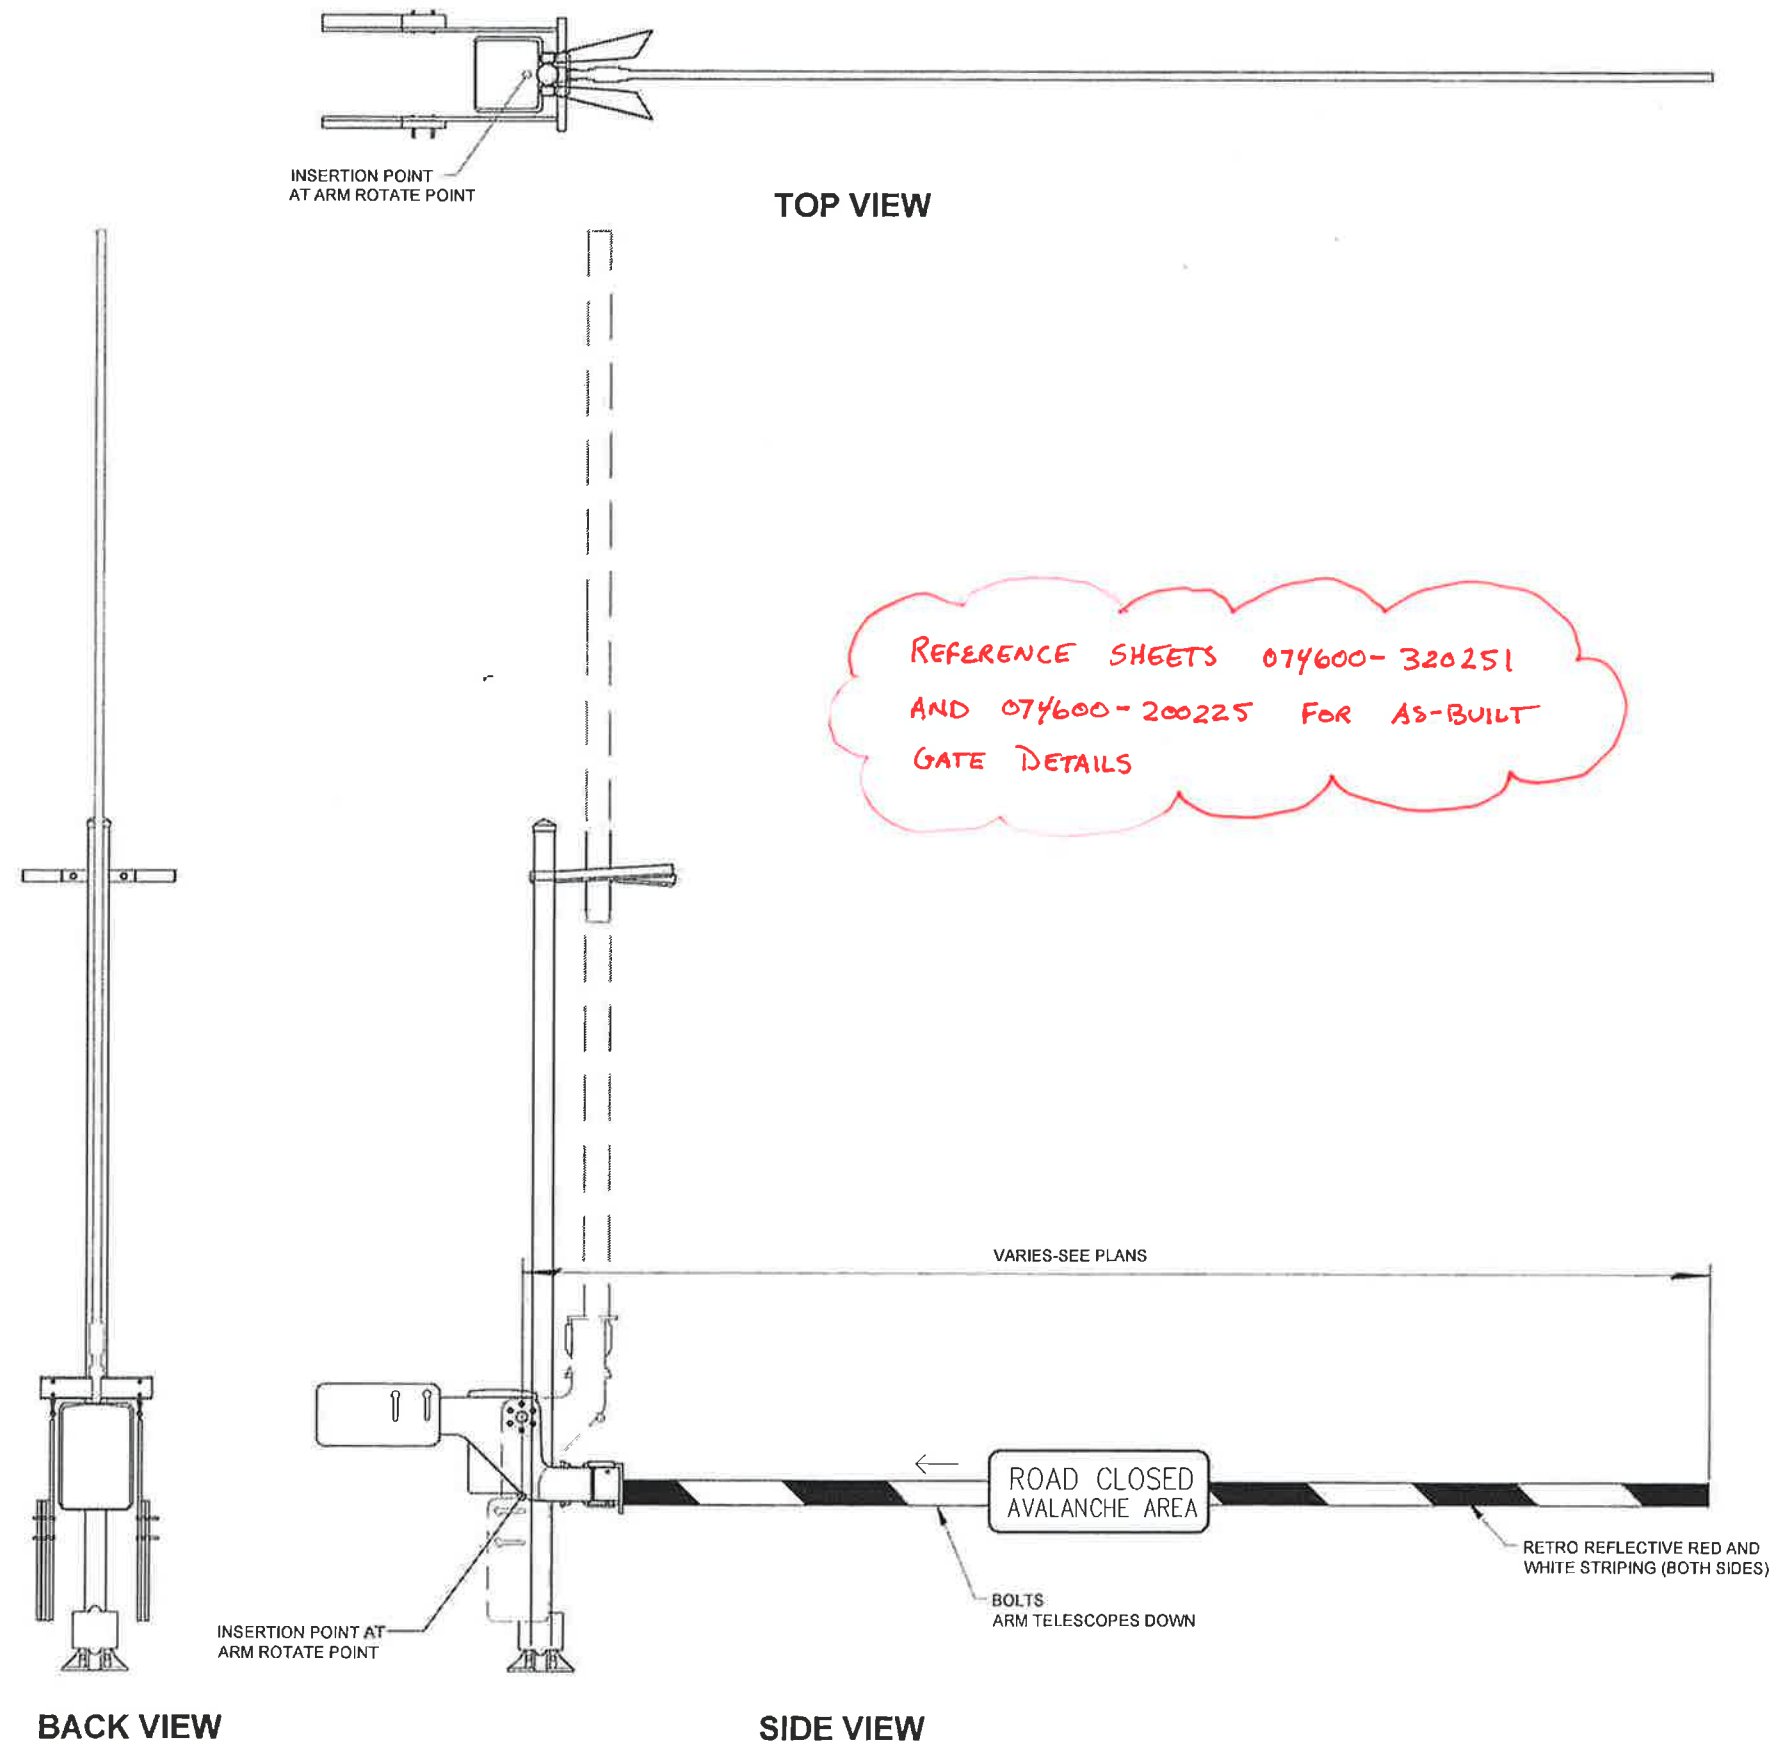 INSERTION POINT
AT ARM ROTATE POINT
TOP VIEW
REFERENCE SHEETS 074600-320251
AND 074600-200225 FOR AS-BUILT
GATE DETAILS
VARIES-SEE PLANS
ROAD CLOSED
AVALANCHE AREA
RETRO REFLECTIVE RED AND
WHITE STRIPING (BOTH SIDES)
BOLTS
ARM TELESCOPES DOWN
INSERTION POINT AT
ARM ROTATE POINT
BACK VIEW
SIDE VIEW